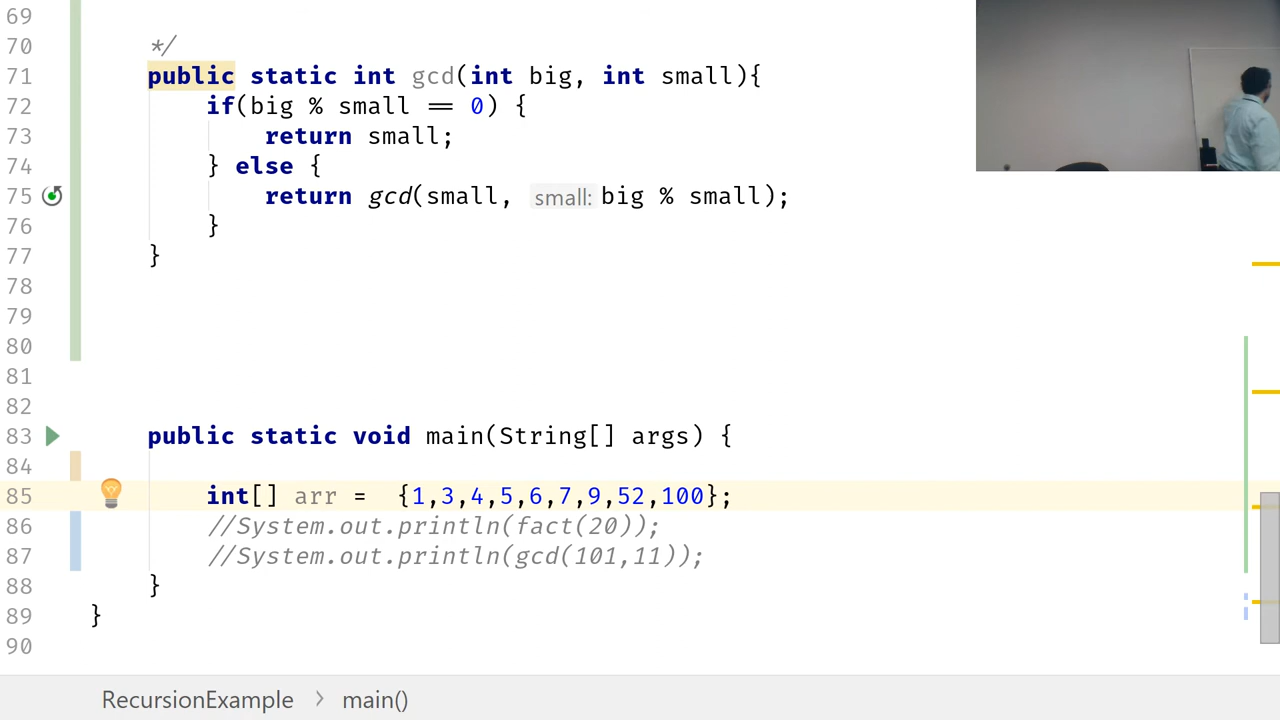 69
70 */
71 public static int gcd(int big, int small){
72 if(big % small == 0) {
73 return small;
74 } else {
75 return gcd(small, small: big % small);
76 }
77 }
78
79
80
81
82
83 public static void main(String[] args) {
84
85 int[] arr = {1,3,4,5,6,7,9,52,100};
86 //System.out.println(fact(20));
87 //System.out.println(gcd(101,11));
88 }
89 }
90
RecursionExample > main()